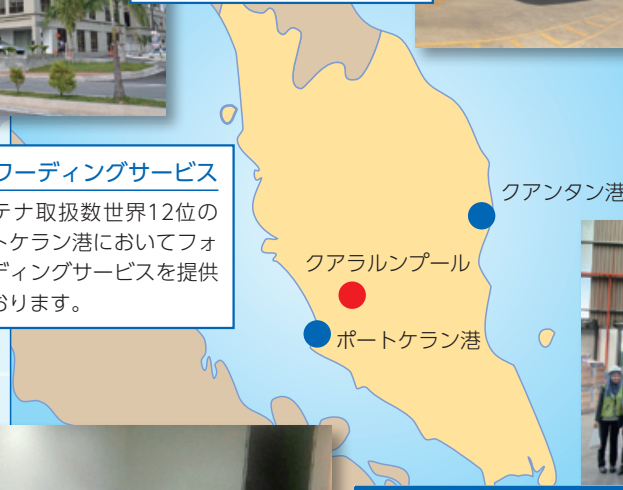 ワーディングサービス
テナ取扱数世界12位の
トケラン港においてフォ
ディングサービスを提供
おります。
クアンタン港
クアラルンプール
ポートケラン港